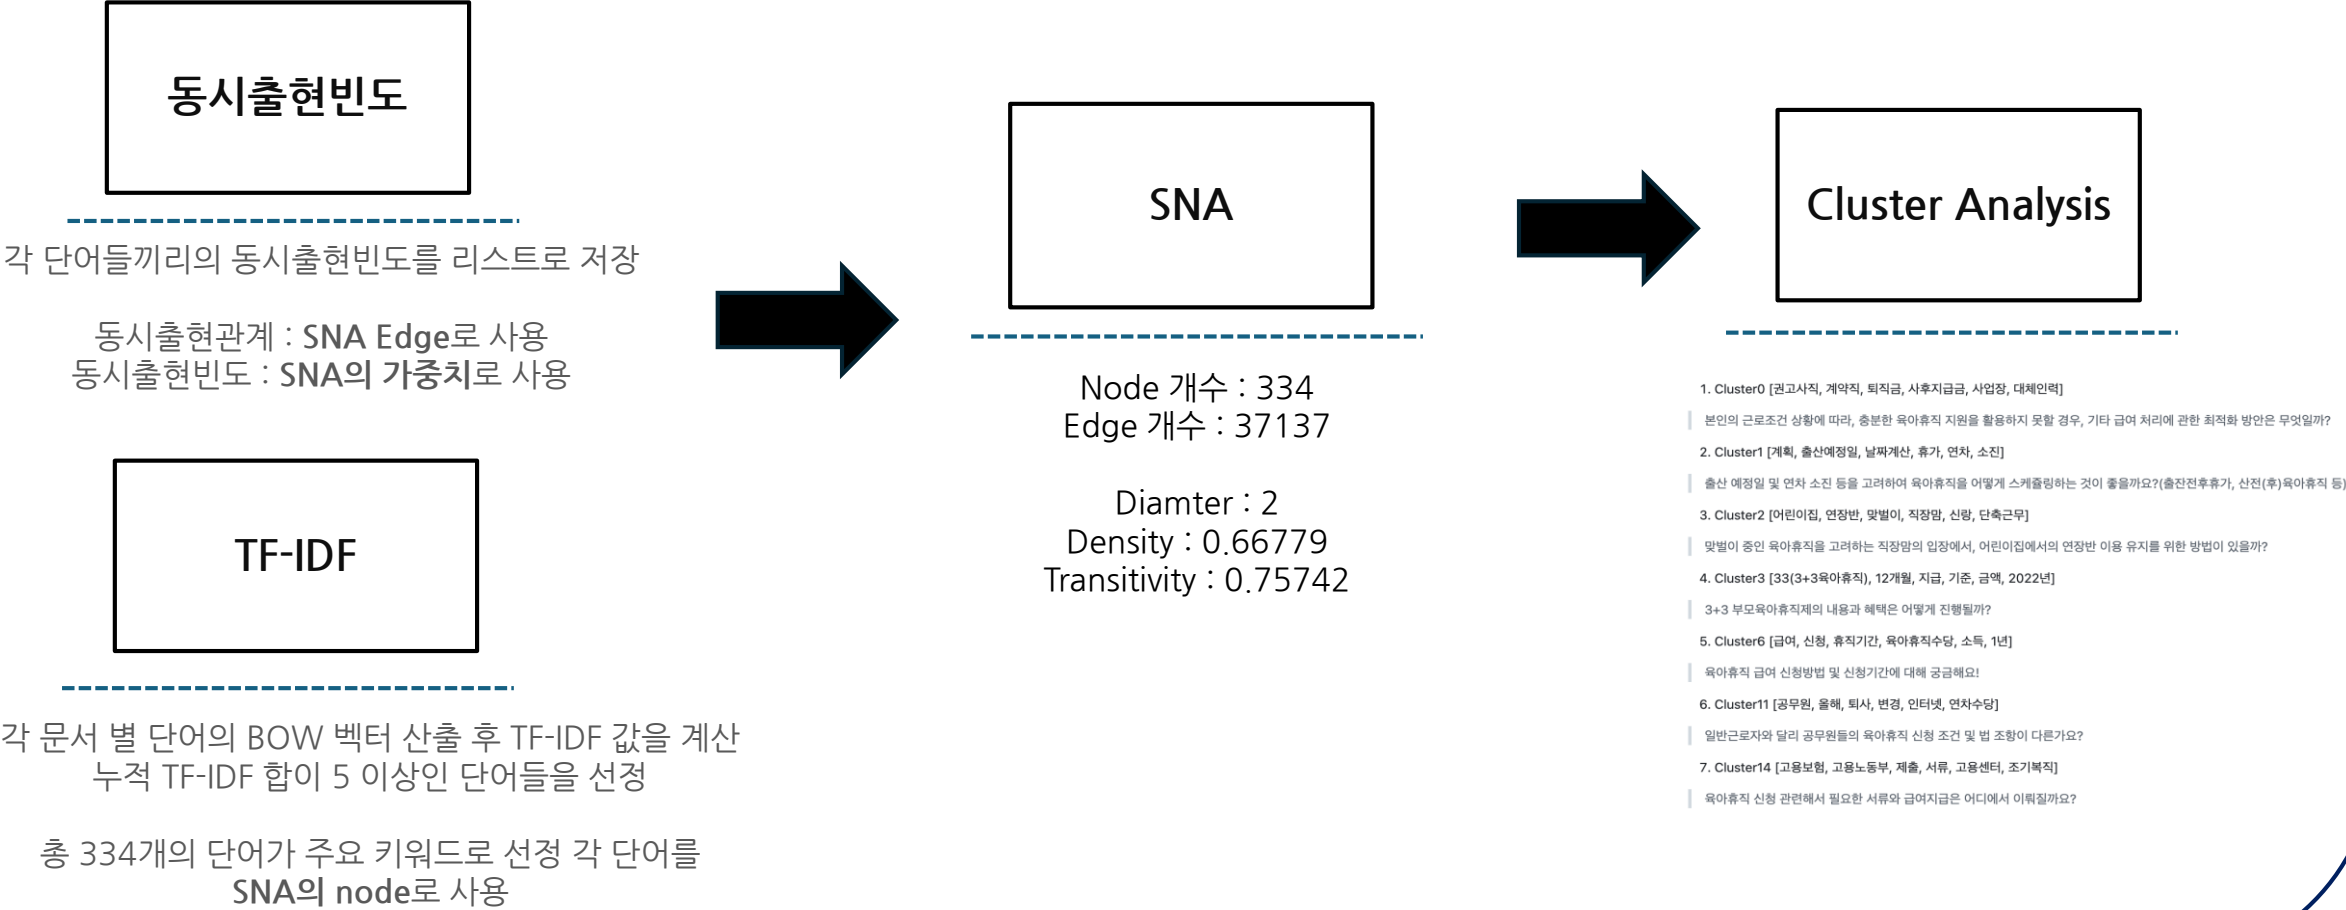 동시출현빈도
각 단어들끼리의 동시출현빈도를 리스트로 저장
동시출현관계 : SNA Edge로 사용
동시출현빈도 : SNA의 가중치로 사용
TF-IDF
각 문서 별 단어의 BOW 벡터 산출 후 TF-IDF 값을 계산
누적 TF-IDF 합이 5 이상인 단어들을 선정
총 334개의 단어가 주요 키워드로 선정 각 단어를
SNA의 node로 사용
SNA
Node 개수 : 334
Edge 개수 : 37137
Diamter : 2
Density : 0.66779
Transitivity : 0.75742
Cluster Analysis
1. Cluster0 [권고사직, 계약직, 퇴직금, 사후지급금, 사업장, 대체인력]
본인의 근로조건 상황에 따라, 충분한 육아휴직 지원을 활용하지 못할 경우, 기타 급여 처리에 관한 최적화 방안은 무엇일까?
2. Cluster1 [계획, 출산예정일, 날짜계산, 휴가, 연차, 소진]
출산 예정일 및 연차 소진 등을 고려하여 육아휴직을 어떻게 스케쥴링하는 것이 좋을까요?(출잔전후휴가, 산전(후)육아휴직 등)
3. Cluster2 [어린이집, 연장반, 맞벌이, 직장맘, 신랑, 단축근무]
맞벌이 중인 육아휴직을 고려하는 직장맘의 입장에서, 어린이집에서의 연장반 이용 유지를 위한 방법이 있을까?
4. Cluster3 [33(3+3육아휴직), 12개월, 지급, 기준, 금액, 2022년]
3+3 부모육아휴직제의 내용과 혜택은 어떻게 진행될까?
5. Cluster6 [급여, 신청, 휴직기간, 육아휴직수당, 소득, 1년]
육아휴직 급여 신청방법 및 신청기간에 대해 궁금해요!
6. Cluster11 [공무원, 올해, 퇴사, 변경, 인터넷, 연차수당]
일반근로자와 달리 공무원들의 육아휴직 신청 조건 및 법 조항이 다른가요?
7. Cluster14 [고용보험, 고용노동부, 제출, 서류, 고용센터, 조기복직]
육아휴직 신청 관련해서 필요한 서류와 급여지급은 어디에서 이뤄질까요?